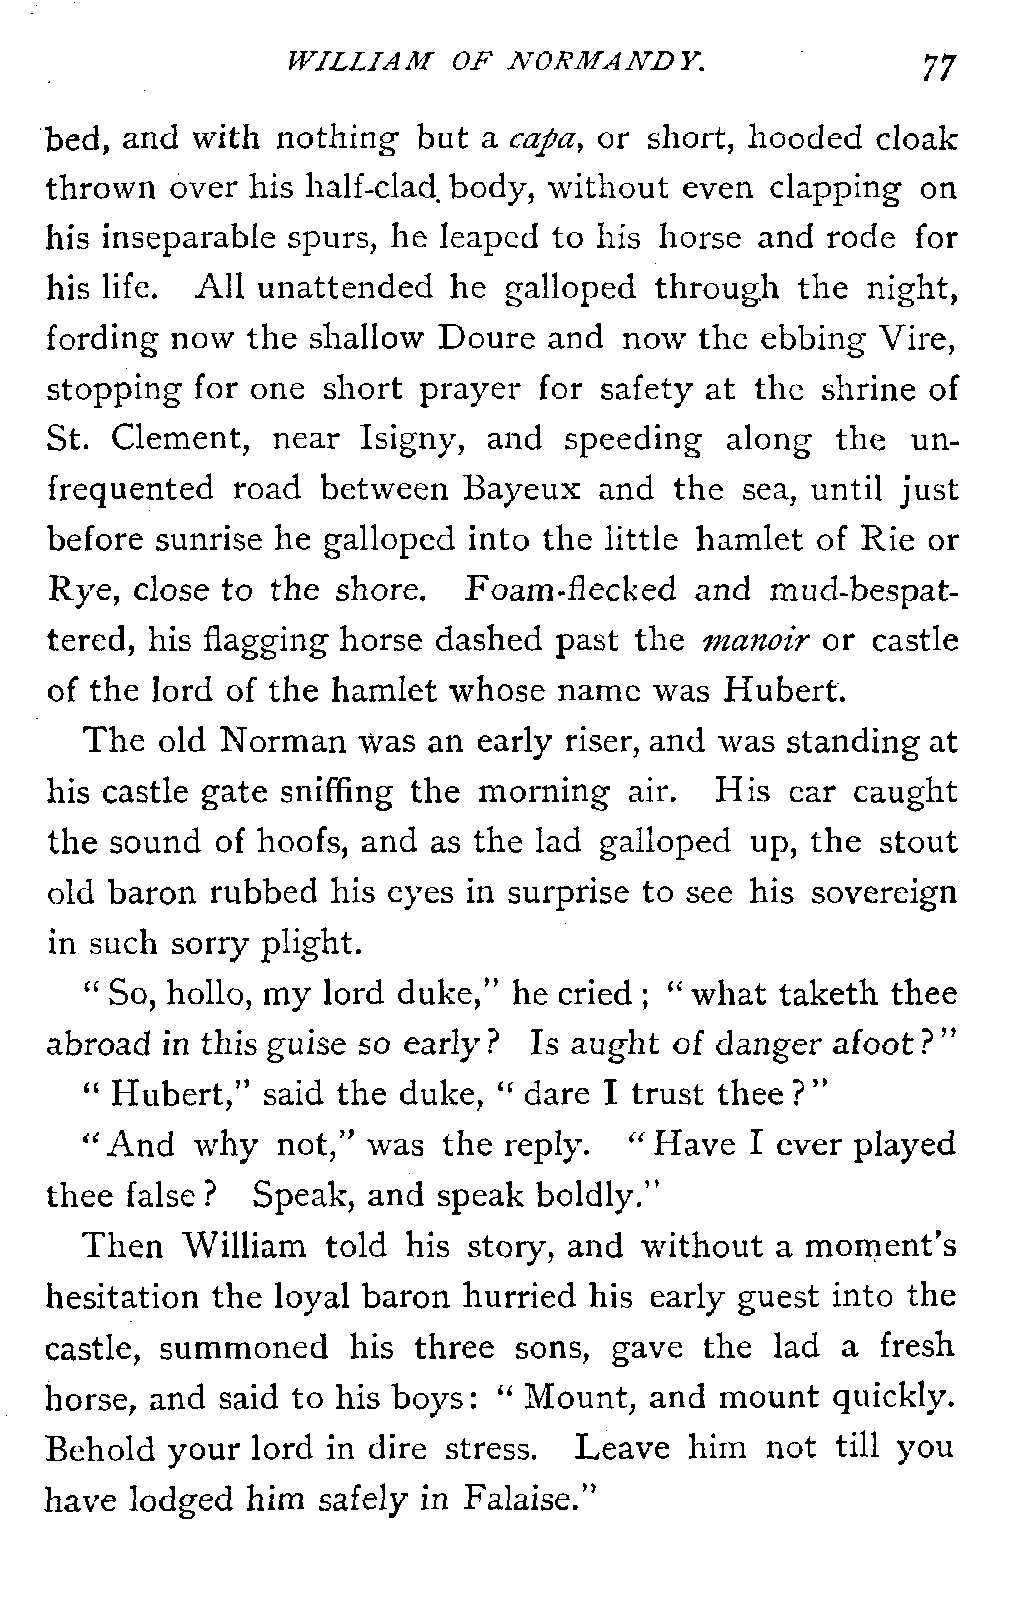 WILLIAM OF NORMANDY. 77
bed, and with nothing but a capa, or short, hooded cloak
thrown over his half-clad body, without even clapping on
his inseparable spurs, he leaped to his horse and rode for
his life. All unattended he galloped through the night,
fording now the shallow Doure and now the ebbing Vire,
stopping for one short prayer for safety at the shrine of
St. Clement, near Isigny, and speeding along the un-
frequented road between Bayeux and the sea, until just
before sunrise he galloped into the little hamlet of Rie or
Rye, close to the shore. Foam-flecked and mud-bespat-
tered, his flagging horse dashed past the manoir or castle
of the lord of the hamlet whose name was Hubert.
The old Norman was an early riser, and was standing at
his castle gate sniffing the morning air. His ear caught
the sound of hoofs, and as the lad galloped up, the stout
old baron rubbed his eyes in surprise to see his sovereign
in such sorry plight.
"So, hollo, my lord duke," he cried; "what taketh thee
abroad in this guise so early? Is aught of danger afoot?"
"Hubert," said the duke, "dare I trust thee?"
"And why not," was the reply. "Have I ever played
thee false? Speak, and speak boldly."
Then William told his story, and without a moment's
hesitation the loyal baron hurried his early guest into the
castle, summoned his three sons, gave the lad a fresh
horse, and said to his boys: "Mount, and mount quickly.
Behold your lord in dire stress. Leave him not till you
have lodged him safely in Falaise."